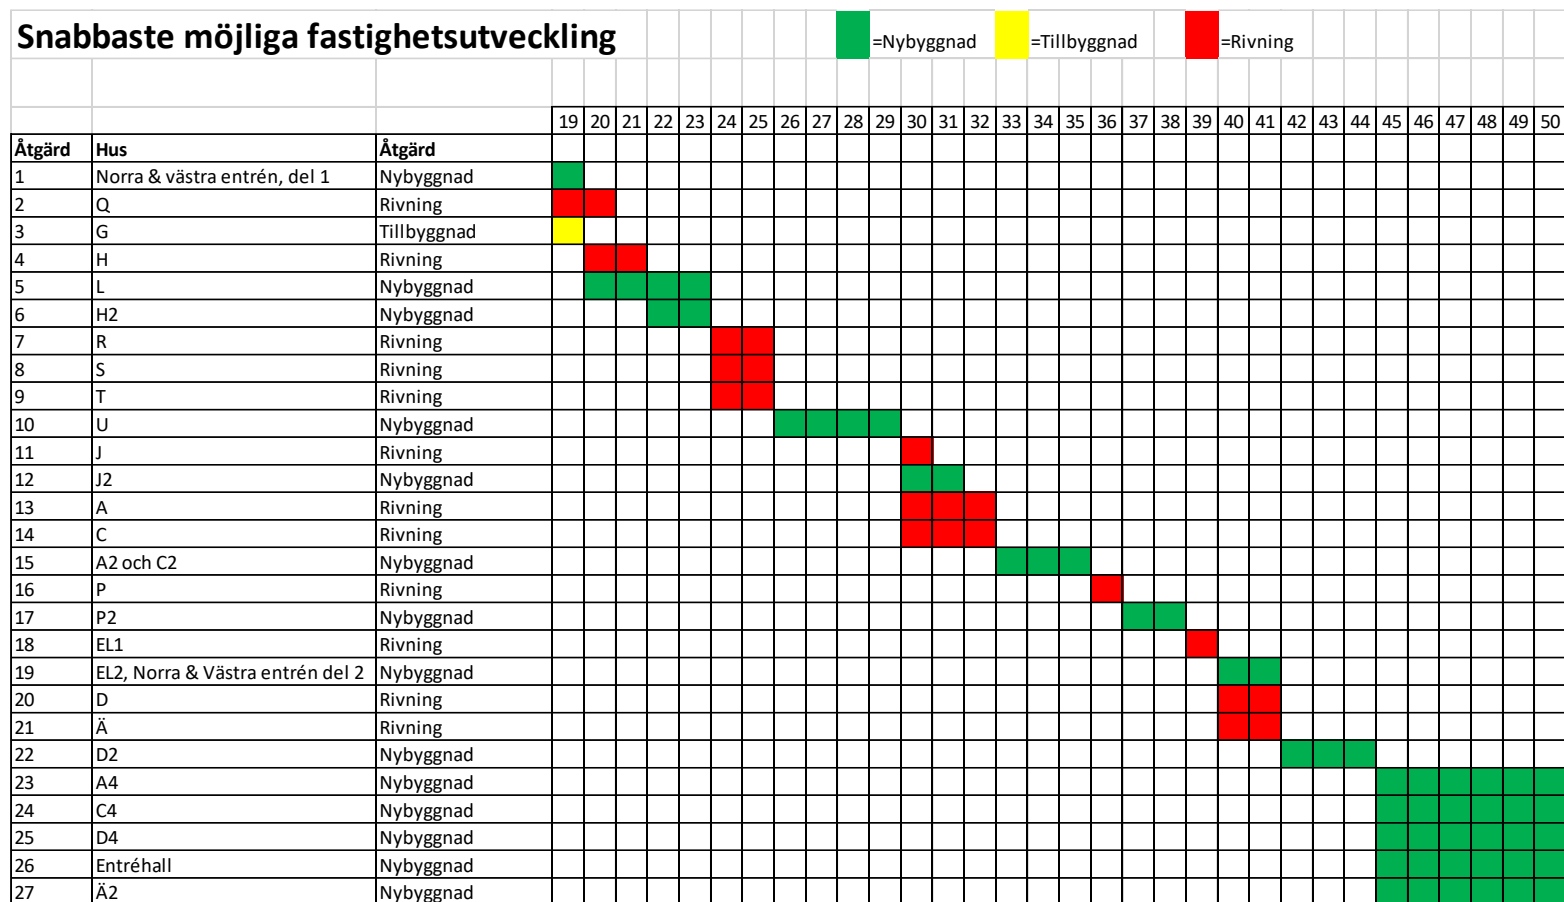 Snabbaste möjliga fastighetsutveckling =Nybyggnad =Tillbyggnad =Rivning
19 20 21 22 23 24 25 26 27 28 29 30 31 32 33 34 35 36 37 38 39 40 41 42 43 44 45 46 47 48 49 50
Åtgärd Hus Åtgärd
1 Norra & västra entrén, del 1 Nybyggnad
2 Q Rivning
3 G Tillbyggnad
4 H Rivning
5 L Nybyggnad
6 H2 Nybyggnad
7 R Rivning
8 S Rivning
9 T Rivning
10 U Nybyggnad
11 J Rivning
12 J2 Nybyggnad
13 A Rivning
14 C Rivning
15 A2 och C2 Nybyggnad
16 P Rivning
17 P2 Nybyggnad
18 EL1 Rivning
19 EL2, Norra & Västra entrén del 2 Nybyggnad
20 D Rivning
21 Ä Rivning
22 D2 Nybyggnad
23 A4 Nybyggnad
24 C4 Nybyggnad
25 D4 Nybyggnad
26 Entréhall Nybyggnad
27 Ä2 Nybyggnad